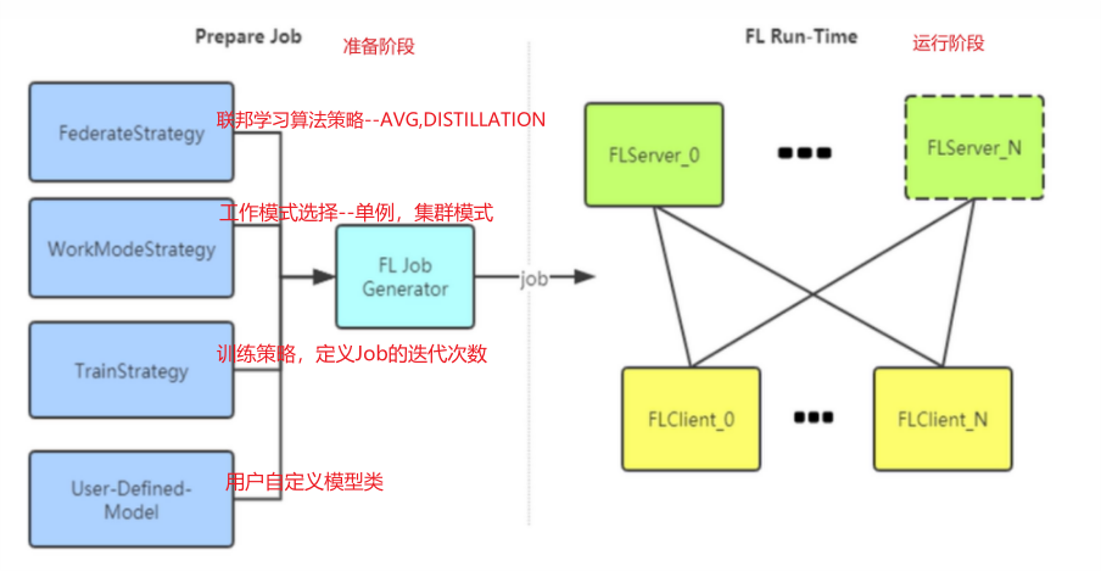 Prepare Job
准备阶段
FL Run-Time
运行阶段
FederateStrategy
联邦学习算法策略--AVG,DISTILLATION
WorkModeStrategy
工作模式选择--单例，集群模式
FL Job
Generator
job
TrainStrategy
训练策略，定义Job的迭代次数
User-Defined-
Model
用户自定义模型类
FLServer_0
FLServer_N
FLClient_0
FLClient_N